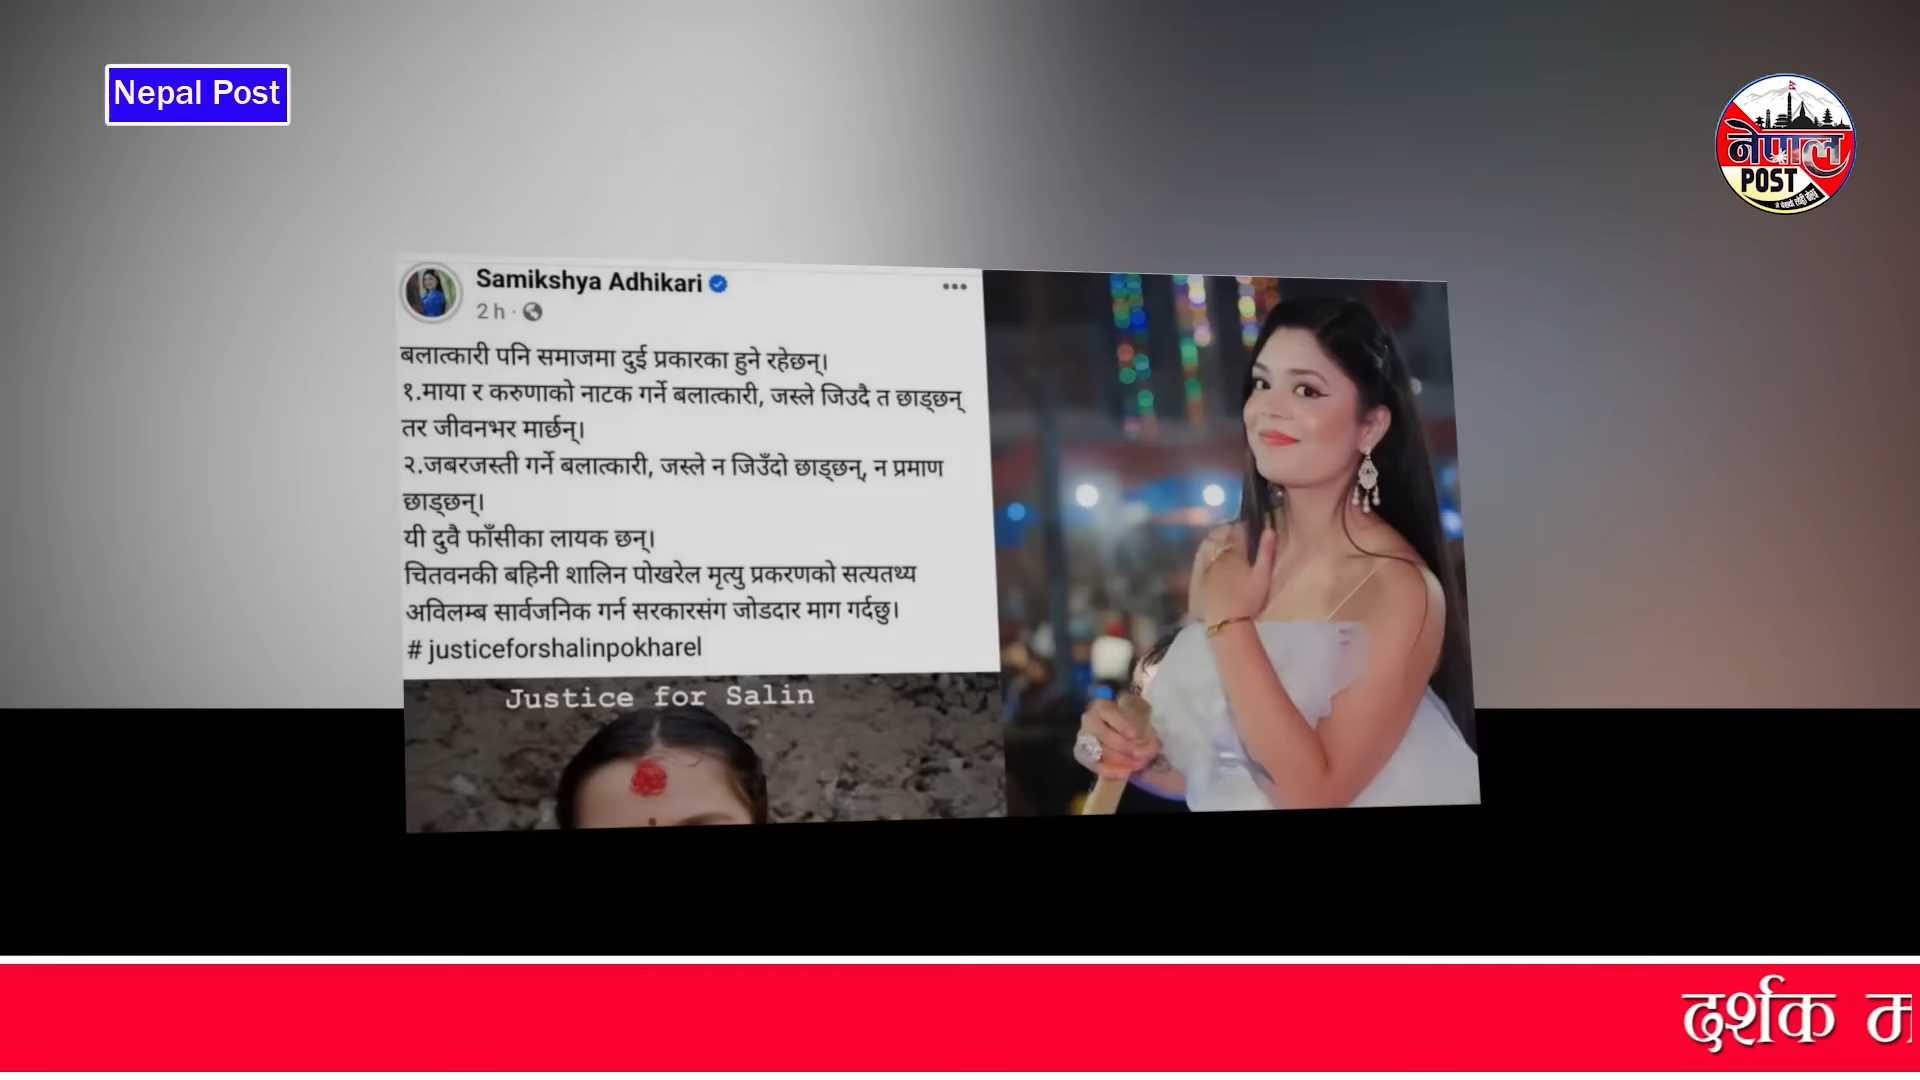 Nepal Post
नेपाल
POST
Samikshya Adhikari
2 h
बलात्कारी पनि समाजमा दुई प्रकारका हुने रहेछन्।
१.माया र करुणाको नाटक गर्ने बलात्कारी, जस्ले जिउदै त छाड्छन्
तर जीवनभर मार्छन्।
२.जबरजस्ती गर्ने बलात्कारी, जस्ले न जिउँदो छाड्छन्, न प्रमाण
छाड्छन्।
यी दुवै फाँसीका लायक छन्।
चितवनकी बहिनी शालिन पोखरेल मृत्यु प्रकरणको सत्यतथ्य
अविलम्ब सार्वजनिक गर्न सरकारसंग जोडदार माग गर्दछु।
# justiceforshalinpokharel
Justice for Salin
दर्शक